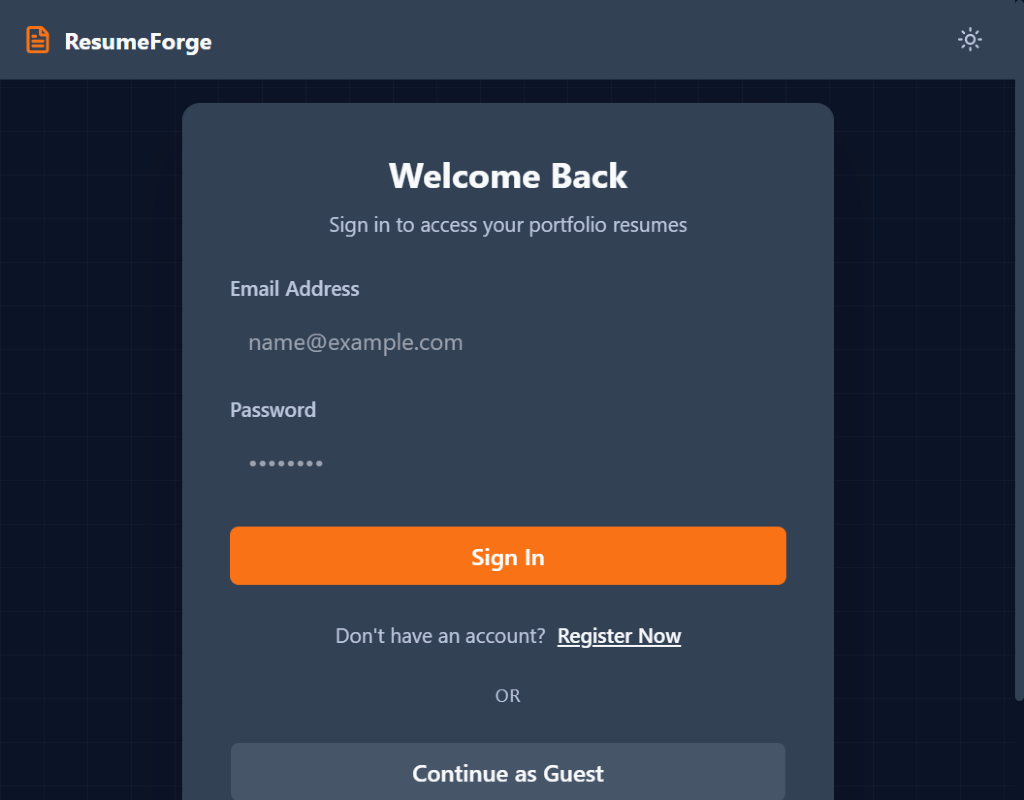 ResumeForge
Welcome Back
Sign in to access your portfolio resumes
Email Address
name@example.com
Password
••••••••
Sign In
Don't have an account? Register Now
OR
Continue as Guest